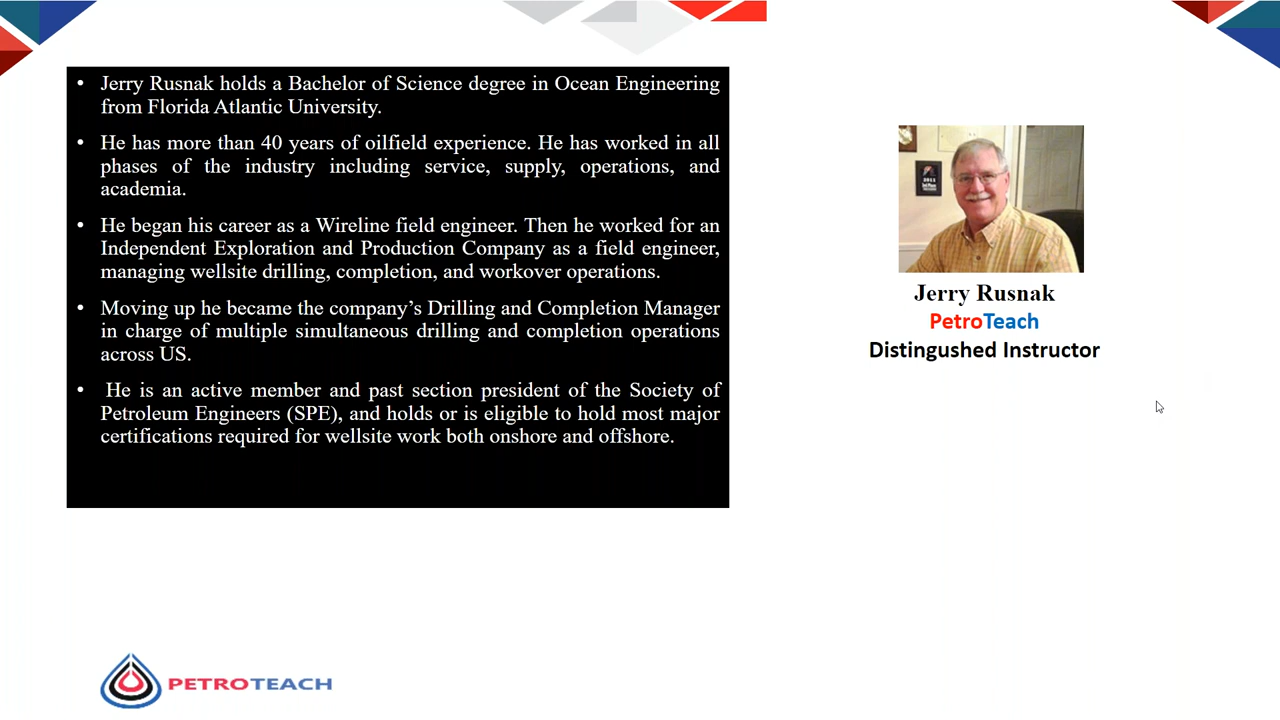 • Jerry Rusnak holds a Bachelor of Science degree in Ocean Engineering
from Florida Atlantic University.
• He has more than 40 years of oilfield experience. He has worked in all
phases of the industry including service, supply, operations, and
academia.
• He began his career as a Wireline field engineer. Then he worked for an
Independent Exploration and Production Company as a field engineer,
managing wellsite drilling, completion, and workover operations.
• Moving up he became the company’s Drilling and Completion Manager
in charge of multiple simultaneous drilling and completion operations
across US.
• He is an active member and past section president of the Society of
Petroleum Engineers (SPE), and holds or is eligible to hold most major
certifications required for wellsite work both onshore and offshore.
Jerry Rusnak
PetroTeach
Distingushed Instructor
PETROTEACH